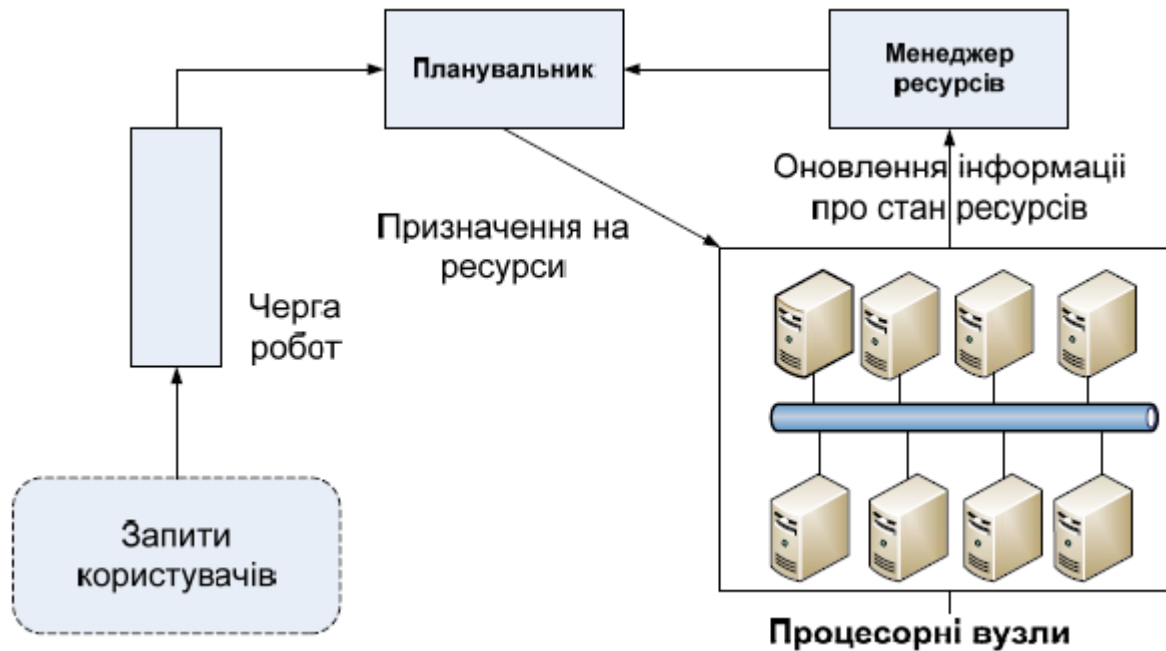 Планувальник
Менеджер
ресурсів
Оновлення інформації
про стан ресурсів
Призначення на
ресурси
Черга
робот
Запити
користувачів
Процесорні вузли